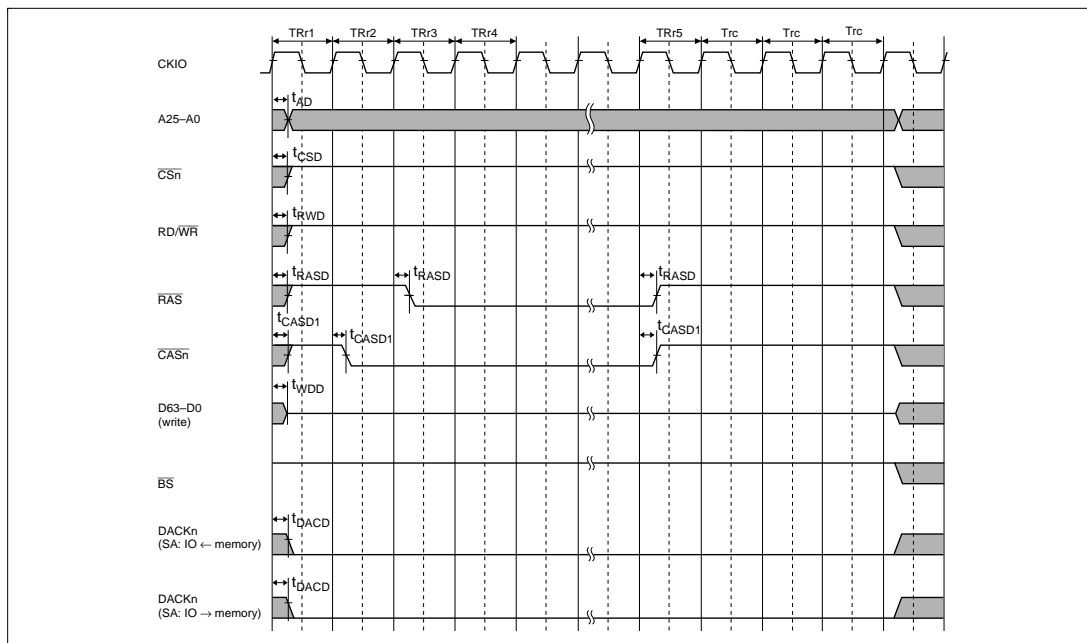 TRr1 TRr2 TRr3 TRr4 TRr5 Trc Trc Trc
CKIO
tAD
A25–A0
tCSD
CSn
tRWD
RD/WR
tRASD tRASD tRASD
RAS
tCASD1 tCASD1 tCASD1
CASn
tWDD
D63–D0
(write)
BS
tDACD
DACKn
(SA: IO ← memory)
tDACD
DACKn
(SA: IO → memory)